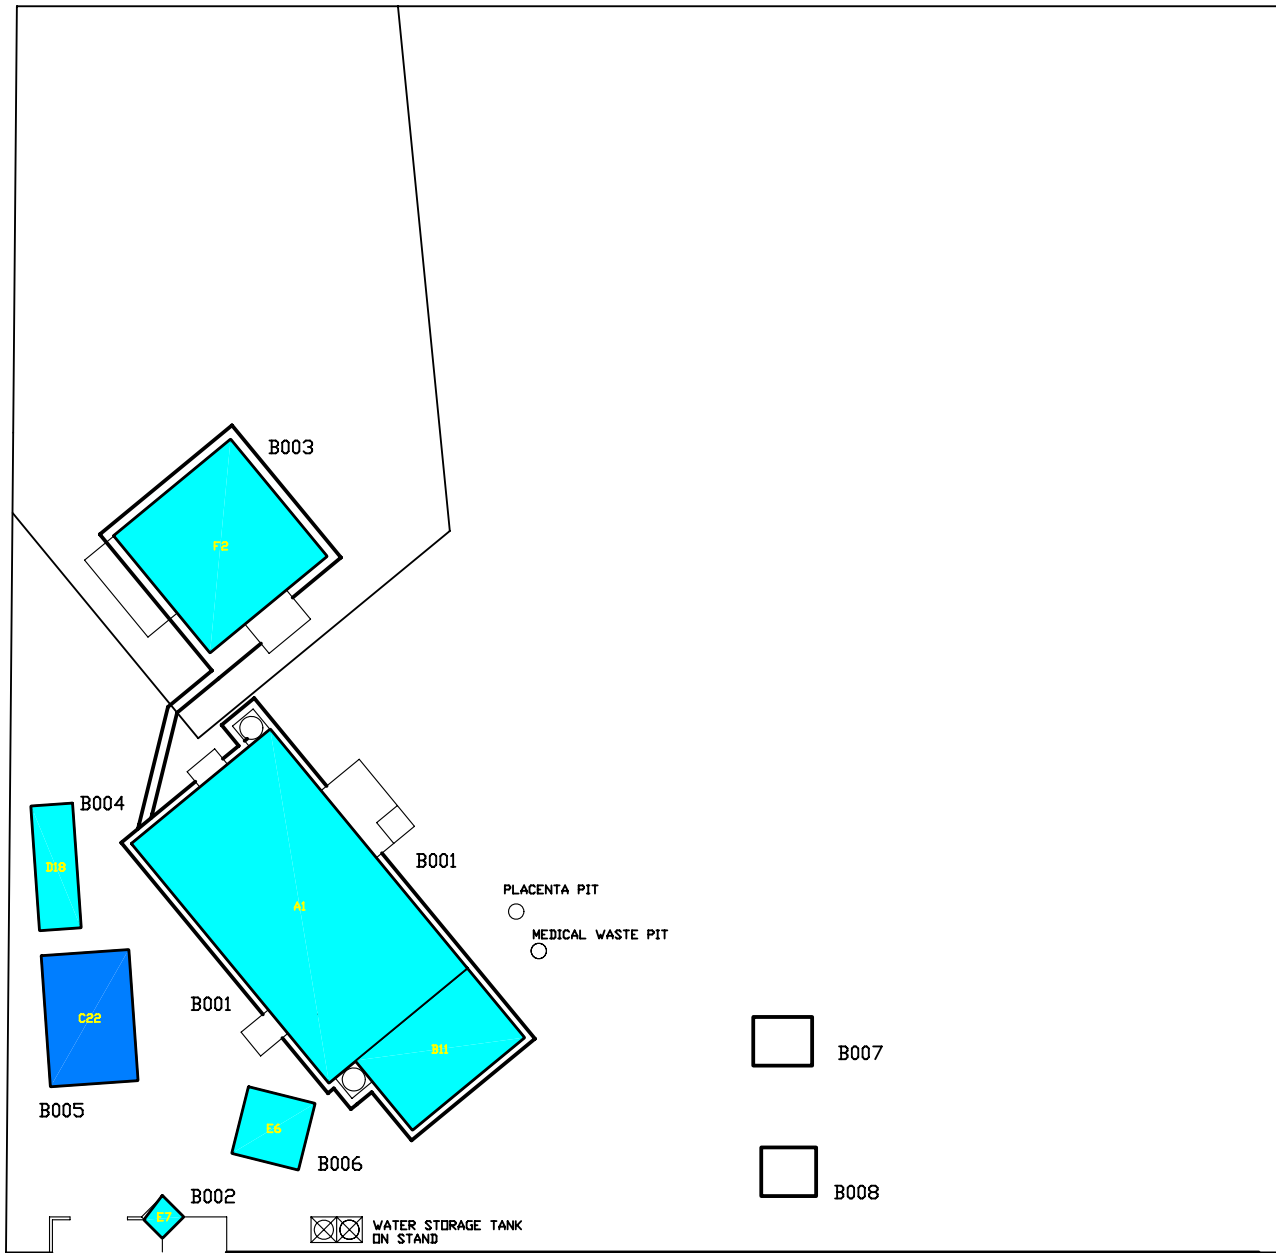 B003
F2
B004
D18
B001
PLACENTA PIT
A1
MEDICAL WASTE PIT
B001
C22
B11
B007
B005
E6
B006
B002
B008
E7
WATER STORAGE TANK
ON STAND